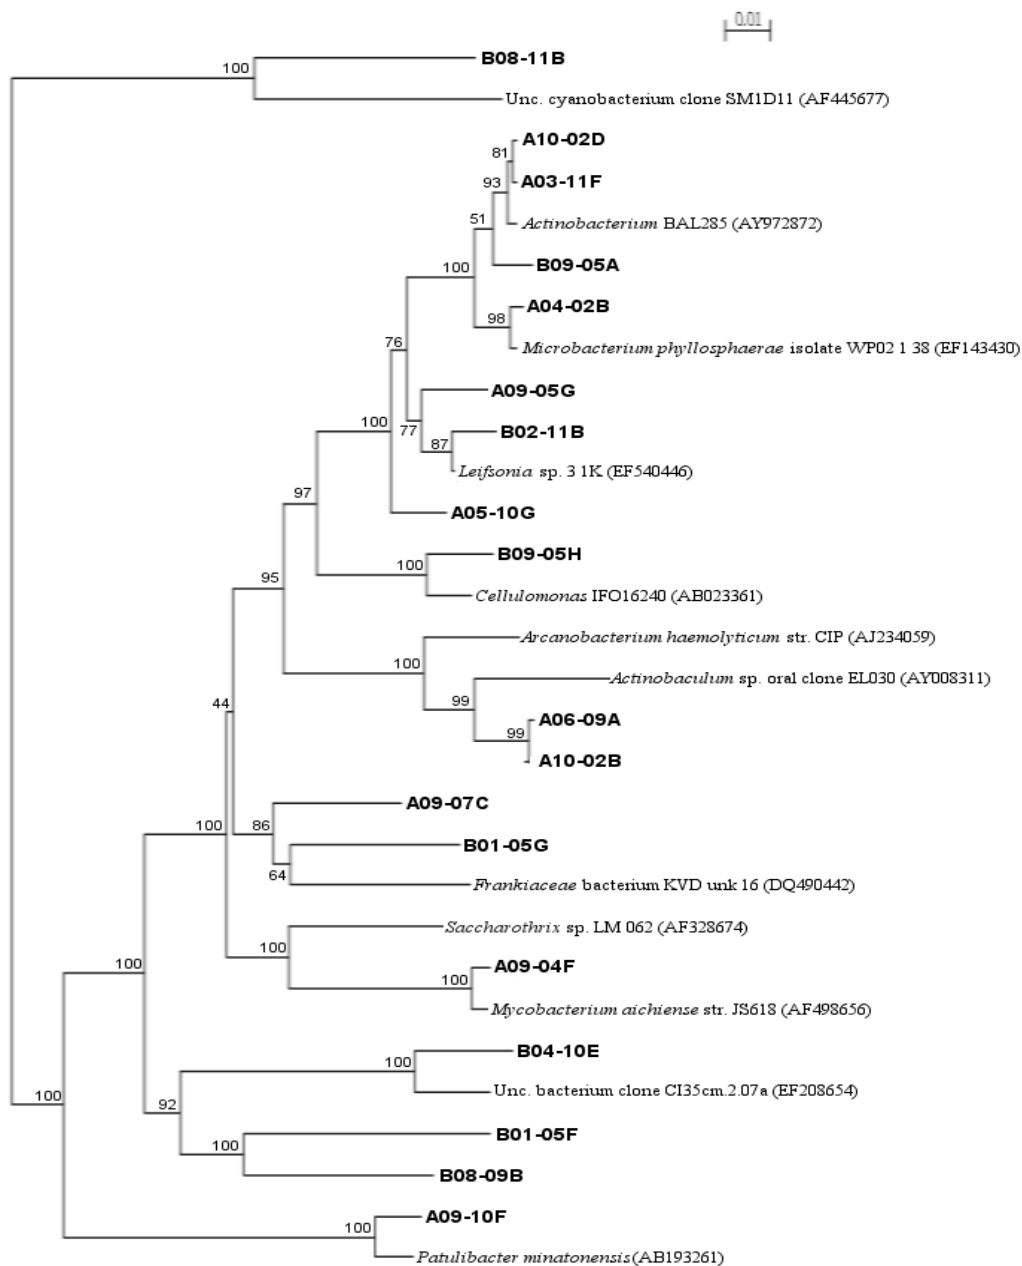 0.01
B08-11B
100
Unc. cyanobacterium clone SM1D11 (AF445677)
A10-02D
81
A03-11F
93
51
Actinobacterium BAL285 (AY972872)
B09-05A
100
A04-02B
98
Microbacterium phyllosphaerae isolate WP02 1 38 (EF143430)
76
A09-05G
100
77
B02-11B
87
Leifsonia sp. 3 1K (EF540446)
97
A05-10G
B09-05H
100
95
Cellulomonas IFO16240 (AB023361)
Arcanobacterium haemolyticum str. CIP (AJ234059)
100
Actinobaculum sp. oral clone EL030 (AY008311)
99
44
A06-09A
99
A10-02B
A09-07C
100
86
B01-05G
64
Frankiaceae bacterium KVD unk 16 (DQ490442)
Saccharothrix sp. LM 062 (AF328674)
100
100
A09-04F
100
Mycobacterium aichiense str. JS618 (AF498656)
B04-10E
100
Unc. bacterium clone CI35cm.2.07a (EF208654)
100
92
B01-05F
100
B08-09B
A09-10F
100
Patulibacter minatonensis(AB193261)